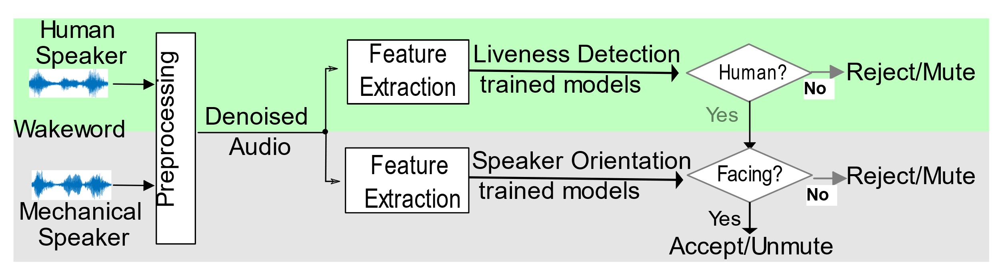 Human
Speaker
Wakeword
Mechanical
Speaker
Preprocessing
Denoised
Audio
Feature
Extraction
Liveness Detection
trained models
Human?
No
Reject/Mute
Yes
Feature
Extraction
Speaker Orientation
trained models
Facing?
No
Reject/Mute
Yes
Accept/Unmute